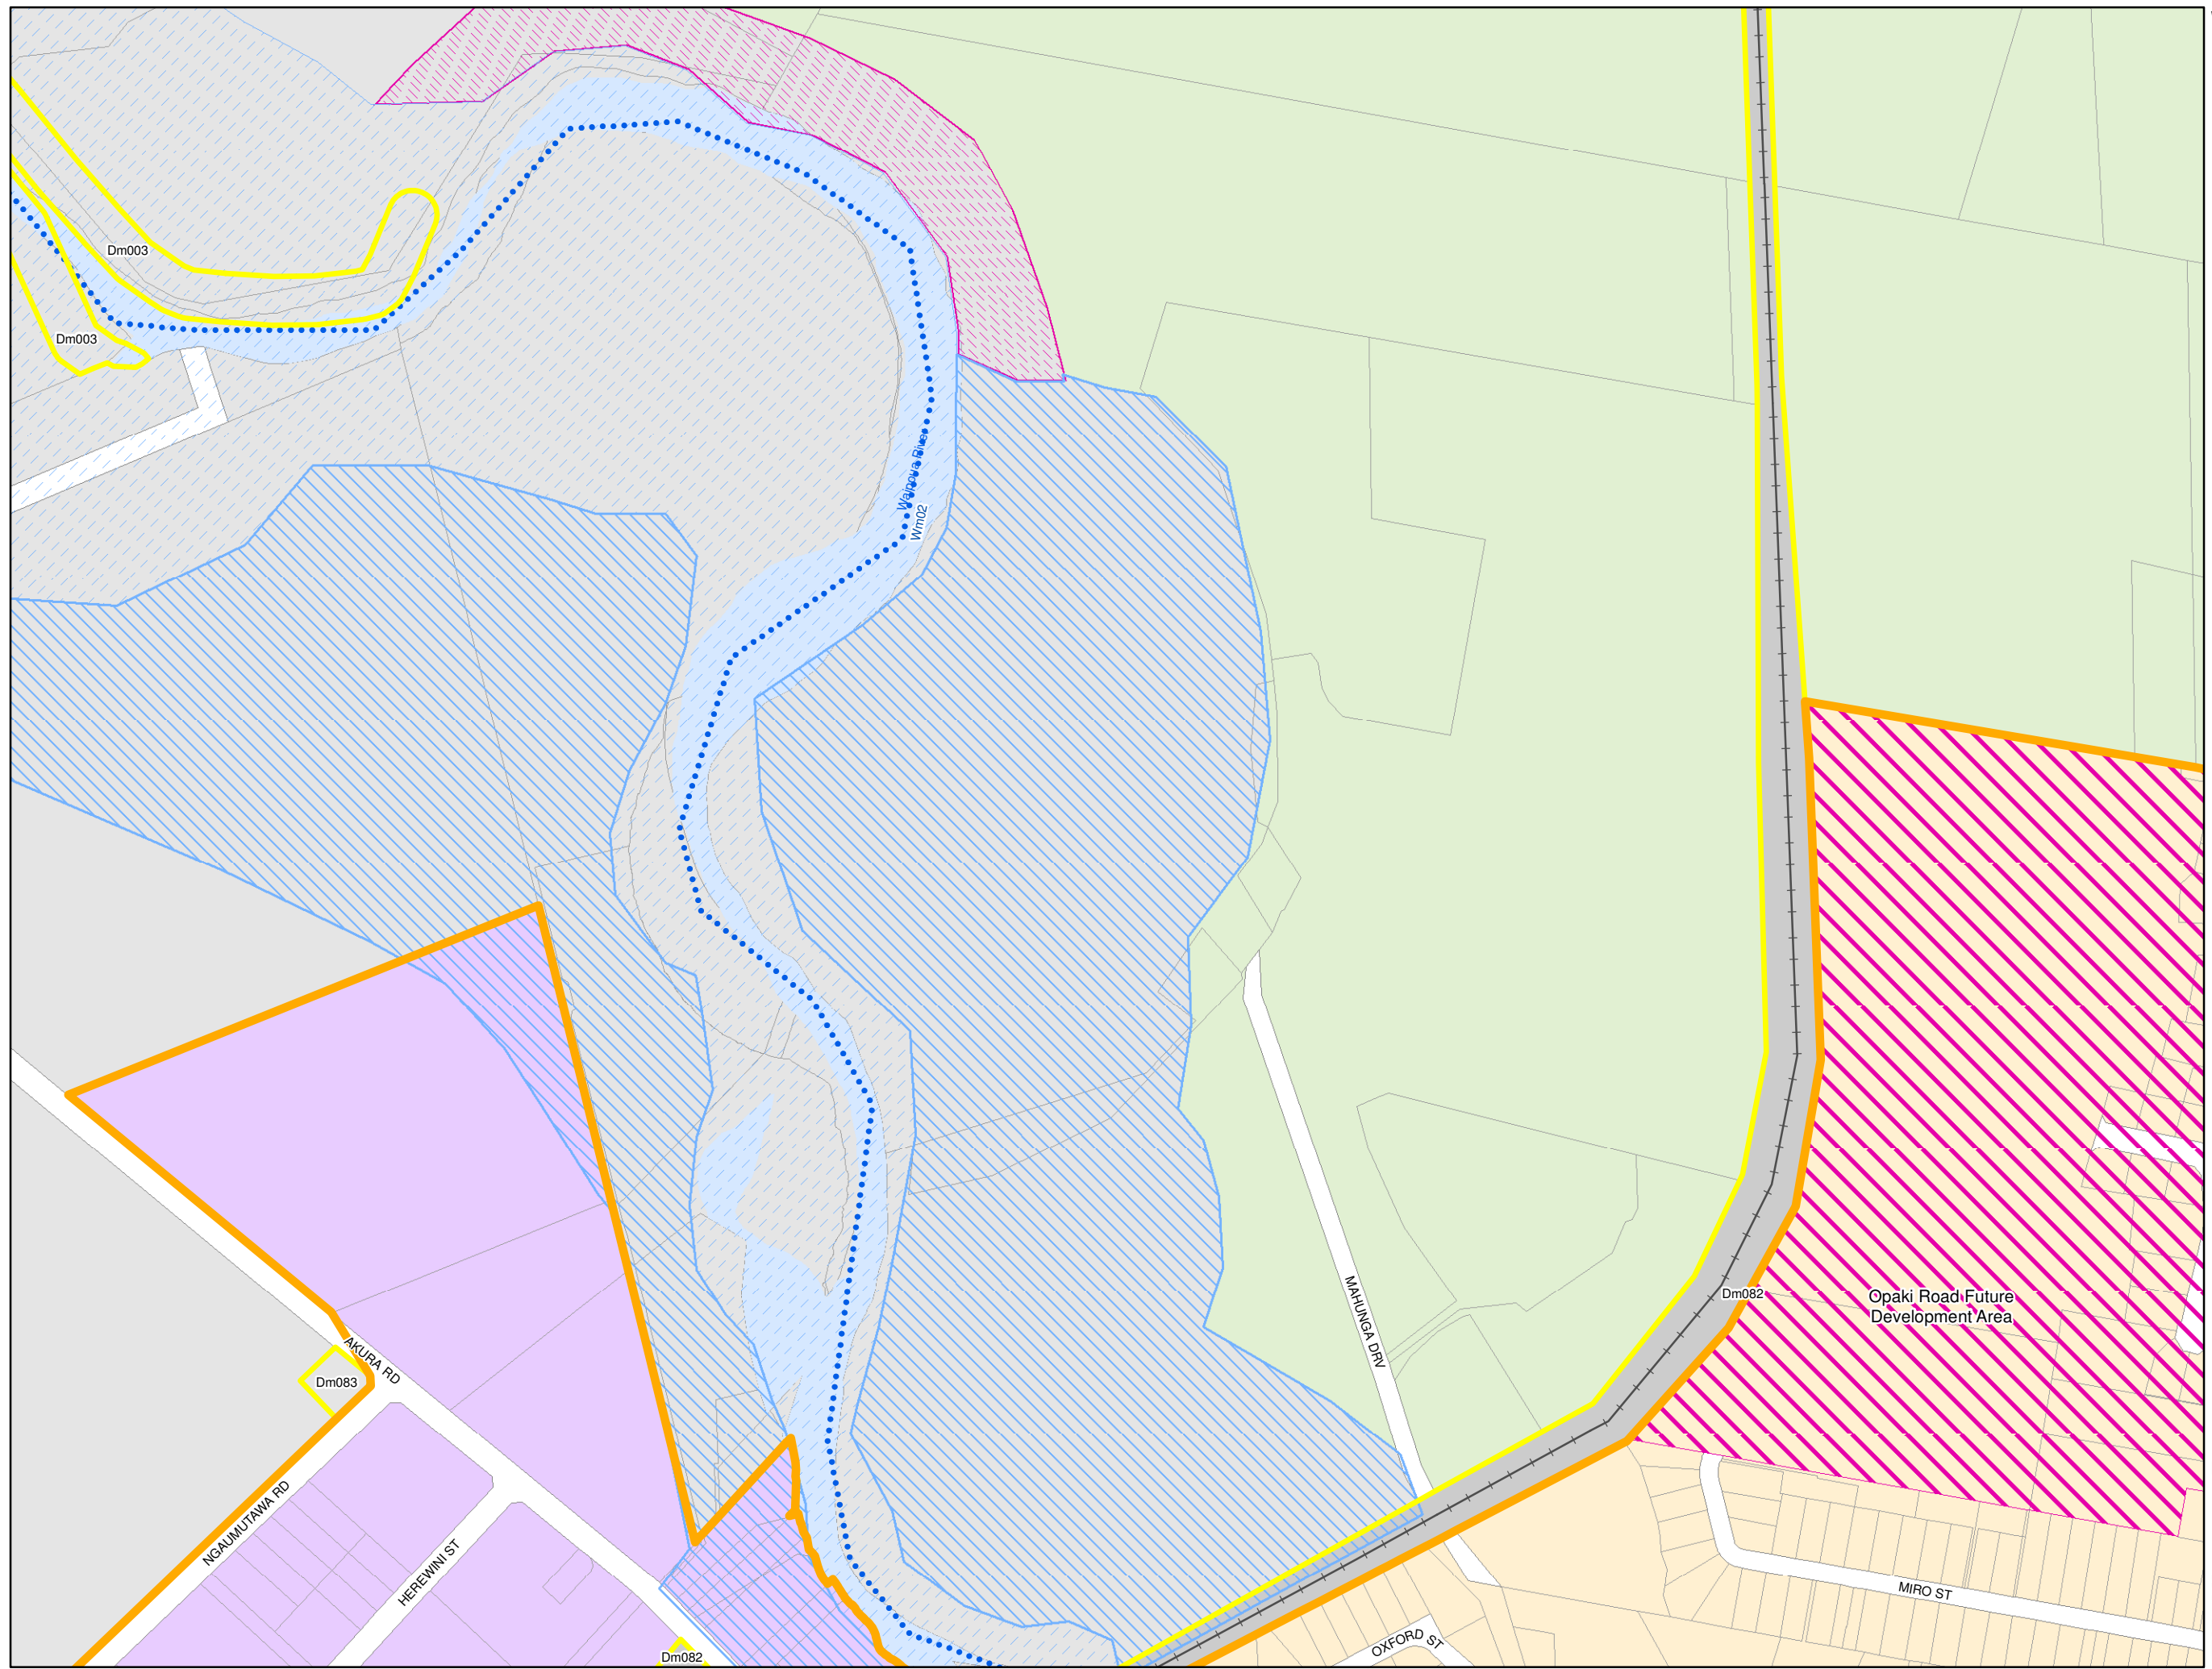 Dm003
Dm003
Waipoua River
Wm02
Dm082
Opaki Road Future
Development Area
MAHUNGA DRV
AKURA RD
Dm083
NGAUMUTAWA RD
HEREWINI ST
MIRO ST
OXFORD ST
Dm082